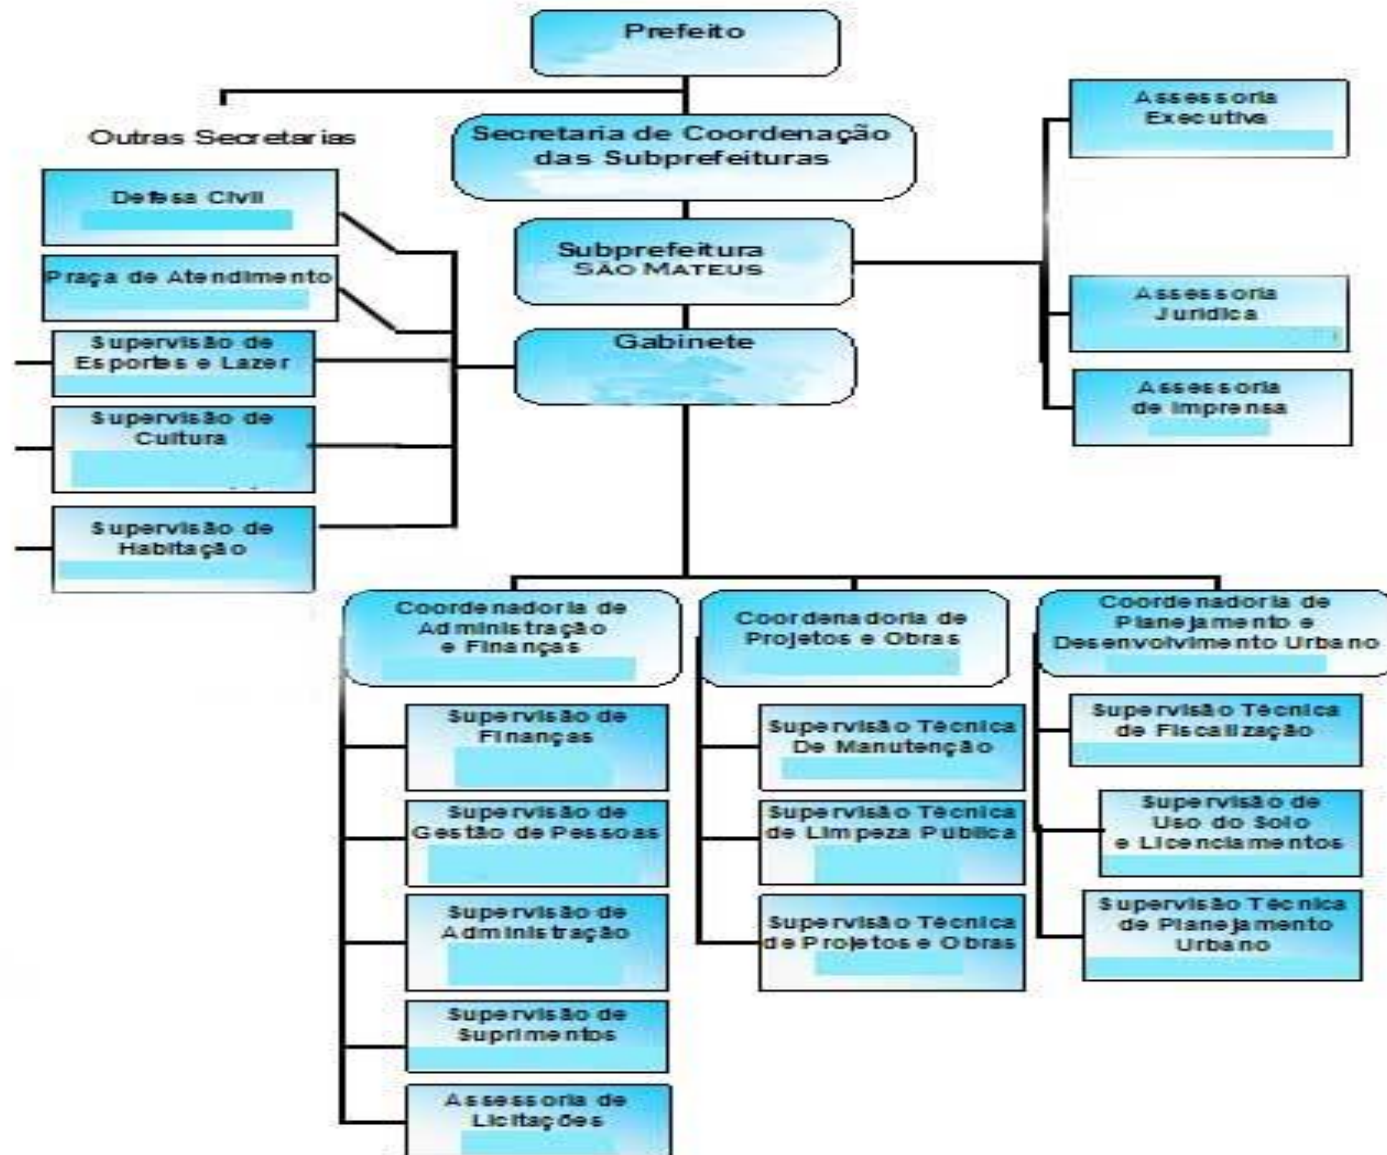 Prefeito
Outras Secretarias
Secretaria de Coordenação
das Subprefeituras
Subprefeitura
SÃO MATEUS
Gabinete
Assessoria
Executiva
Assessoria
Jurídica
Assessoria
de Imprensa
Defesa Civil
Praça de Atendimento
Supervisão de
Esportes e Lazer
Supervisão de
Cultura
Supervisão de
Habitação
Coordenadoria de
Administração
e Finanças
Supervisão de
Finanças
Supervisão de
Gestão de Pessoas
Supervisão de
Administração
Supervisão de
Suprimentos
Assessoria de
Licitações
Coordenadoria de
Projetos e Obras
Supervisão Técnica
De Manutenção
Supervisão Técnica
de Limpeza Pública
Supervisão Técnica
de Projetos e Obras
Coordenadoria de
Planejamento e
Desenvolvimento Urbano
Supervisão Técnica
de Fiscalização
Supervisão de
Uso do Solo
e Licenciamentos
Supervisão Técnica
de Planejamento
Urbano